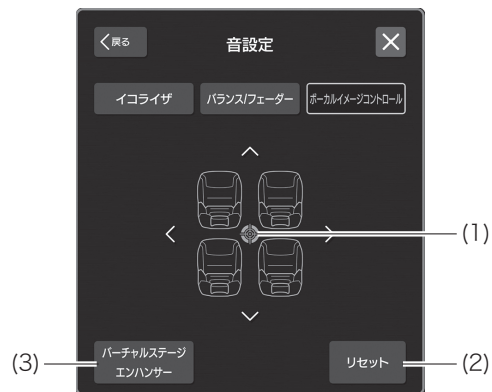 戻る
音設定
イコライザ
バランス/フェーダー
ボーカルイメージコントロール
(1)
(3)
バーチャルステージ
エンハンサー
リセット
(2)